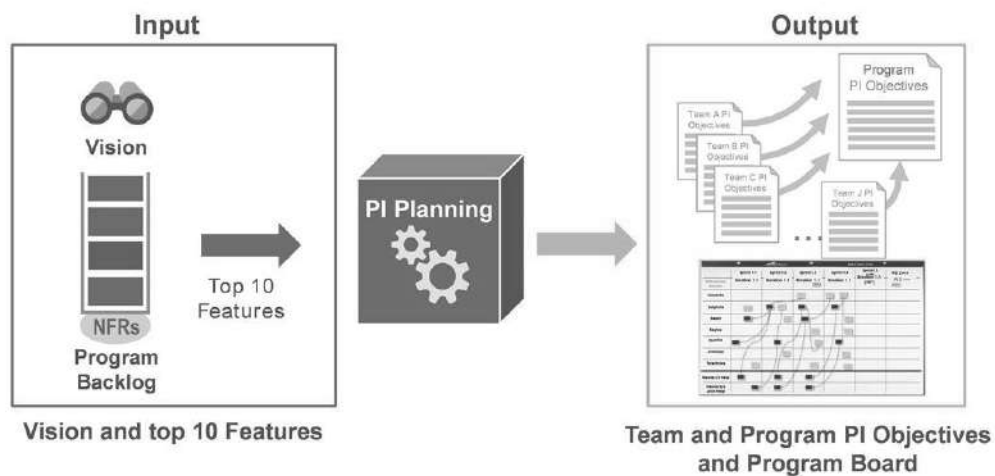 Input
Output
Vision
NFRs
Program
Backlog
Top 10
Features
PI Planning
Program
PI Objectives
Team A PI
Objectives
Team B PI
Objectives
Team C PI
Objectives
Team J PI
Objectives
...
Vision and top 10 Features
Team and Program PI Objectives
and Program Board